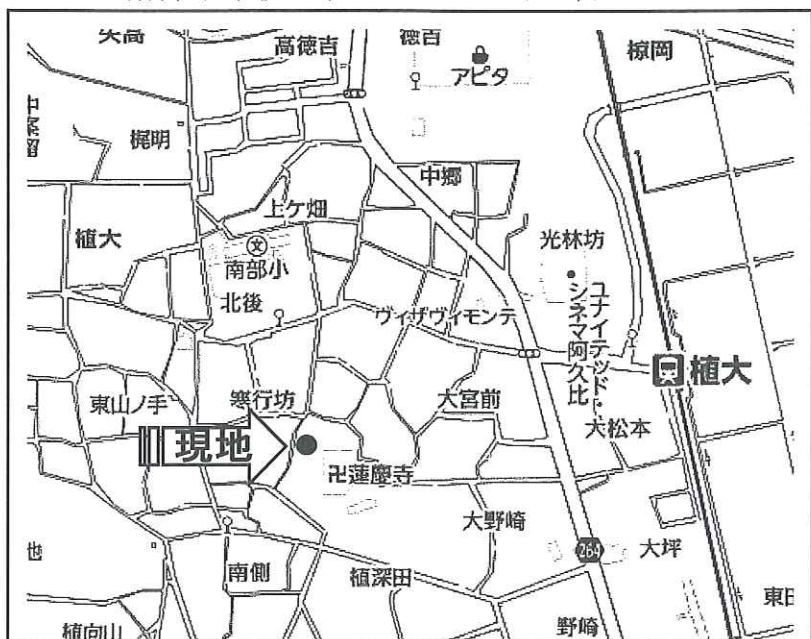 矢高
高徳吉
徳吉
アピタ
椋岡
梶明
中郷
上ケ畑
植大
文
南部小
北後
光林坊
ユナイテッド・
シネマ阿久比
ヴィザヴィモンテ
植大
東山ノ手
寒行坊
大宮前
大松本
現地
卍蓮慶寺
大野崎
264
大坪
也
南側
植深田
植向山
野崎
東田